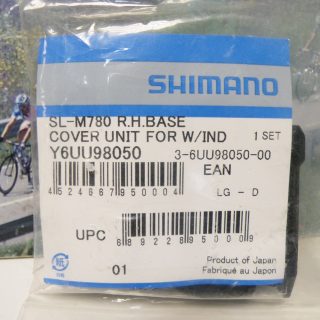 SHIMANO
SL-M780 R.H.BASE
COVER UNIT FOR W/IND 1 SET
Y6UU98050 3-6UU98050-00
EAN
4524667950004
LG - D
UPC
689228950009
01
Product of Japan
Fabriqué au Japon